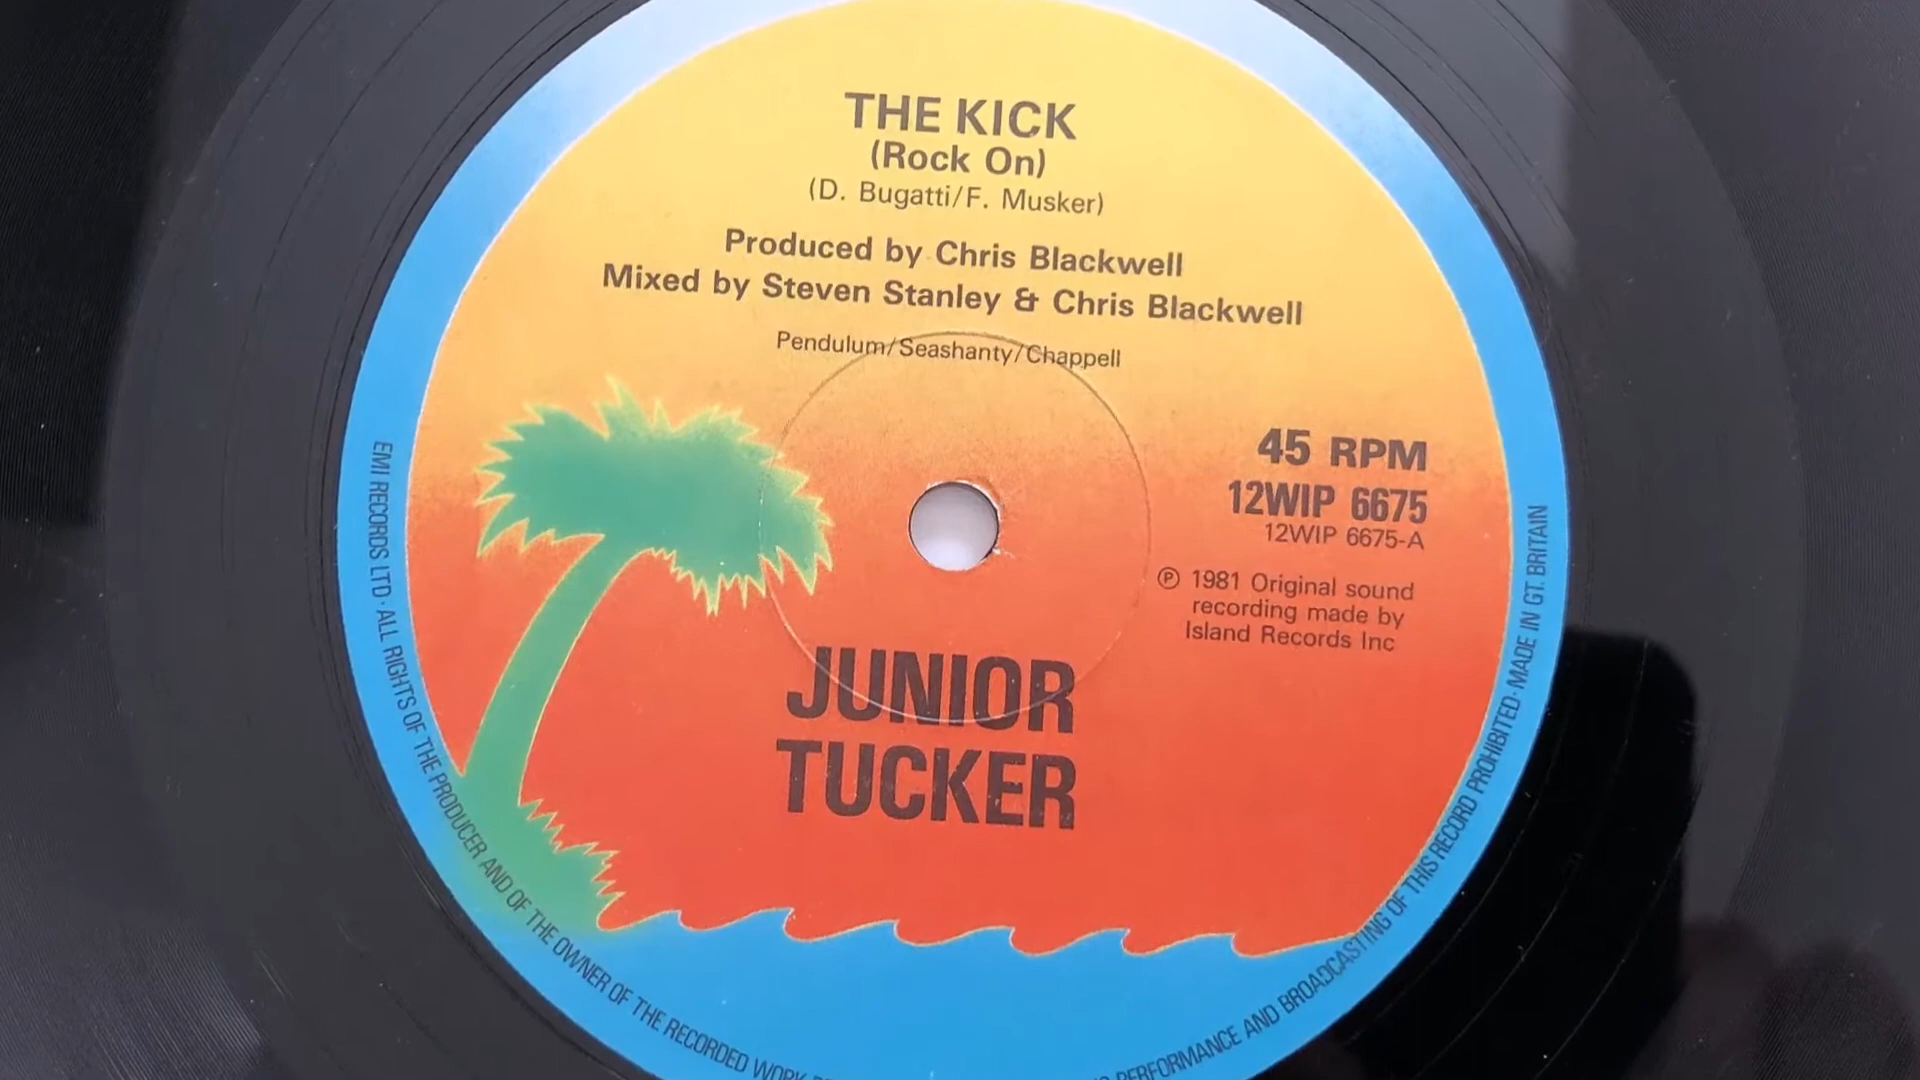 THE KICK
(Rock On)
(D. Bugatti/F. Musker)
Produced by Chris Blackwell
Mixed by Steven Stanley & Chris Blackwell
Pendulum/Seashanty/Chappell
45 RPM
12WIP 6675
12WIP 6675-A
℗ 1981 Original sound
recording made by
Island Records Inc
JUNIOR
TUCKER
EMI RECORDS LTD · ALL RIGHTS OF THE PRODUCER AND OF THE OWNER OF THE RECORDED WORK
PERFORMANCE AND BROADCASTING OF THIS RECORD PROHIBITED · MADE IN GT. BRITAIN